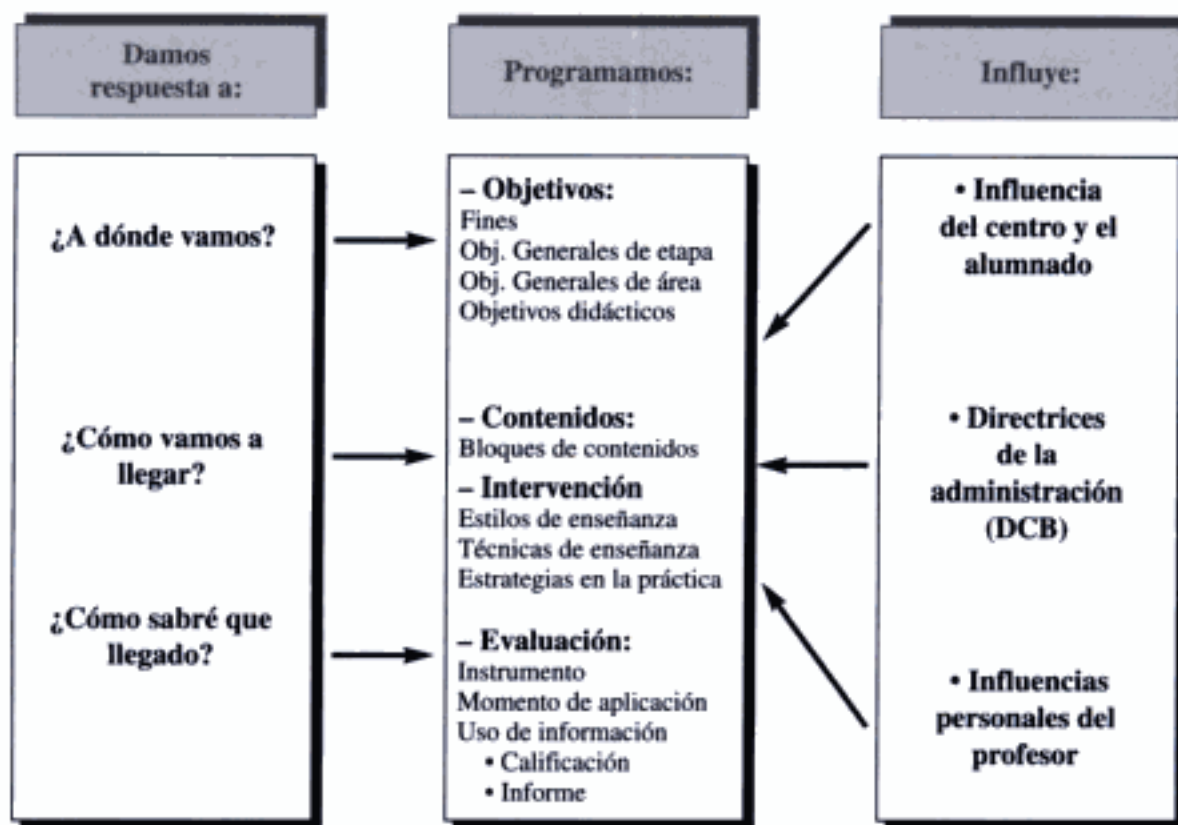 Damos
respuesta a:
Programamos:
Influye:
¿A dónde vamos?
¿Cómo vamos a
llegar?
¿Cómo sabré que
llegado?
– Objetivos:
Fines
Obj. Generales de etapa
Obj. Generales de área
Objetivos didácticos
– Contenidos:
Bloques de contenidos
– Intervención
Estilos de enseñanza
Técnicas de enseñanza
Estrategias en la práctica
– Evaluación:
Instrumento
Momento de aplicación
Uso de información
• Calificación
• Informe
• Influencia
del centro y el
alumnado
• Directrices
de la
administración
(DCB)
• Influencias
personales del
profesor